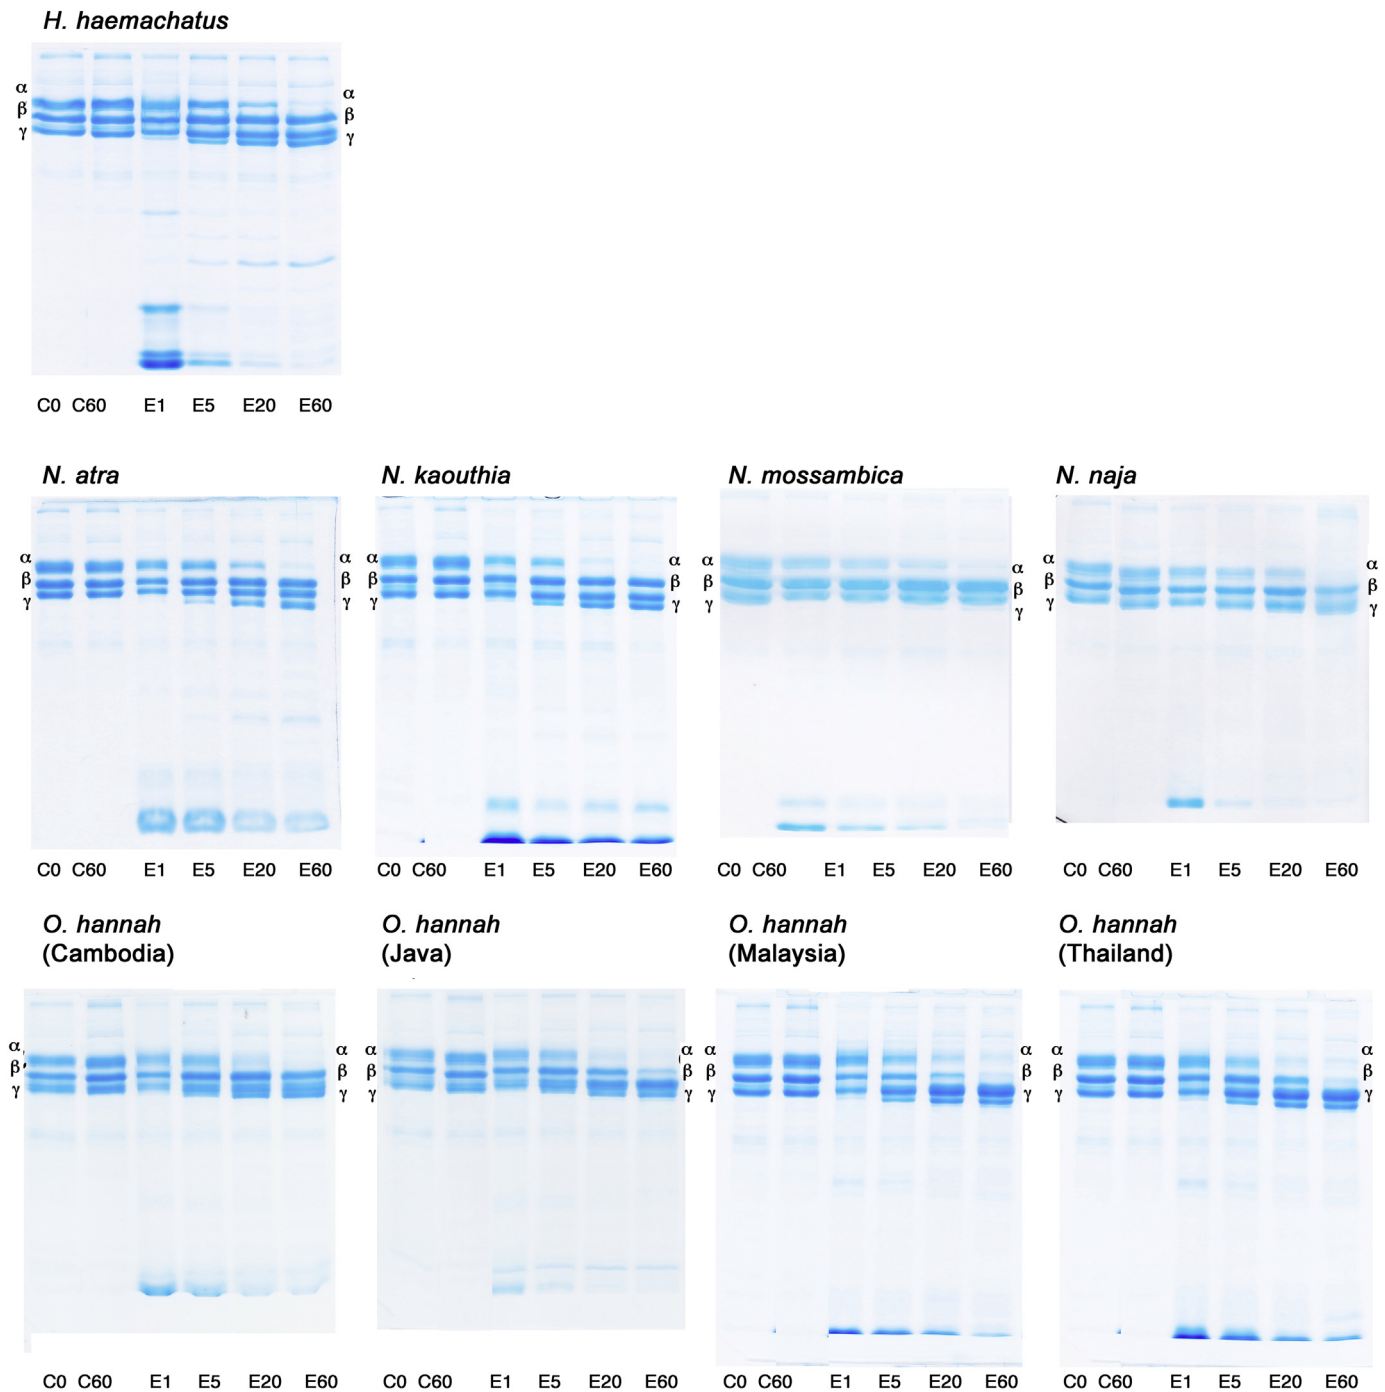 H. haemachatus
α α
β β
γ γ
C0 C60 E1 E5 E20 E60
N. atra N. kaouthia N. mossambica N. naja
α α α α α α α α
β β β β β β β β
γ γ γ γ γ γ γ γ
C0 C60 E1 E5 E20 E60 C0 C60 E1 E5 E20 E60 C0 C60 E1 E5 E20 E60 C0 C60 E1 E5 E20 E60
O. hannah O. hannah O. hannah O. hannah
(Cambodia) (Java) (Malaysia) (Thailand)
α α α α α α α α
β β β β β β β β
γ γ γ γ γ γ γ γ
C0 C60 E1 E5 E20 E60 C0 C60 E1 E5 E20 E60 C0 C60 E1 E5 E20 E60 C0 C60 E1 E5 E20 E60